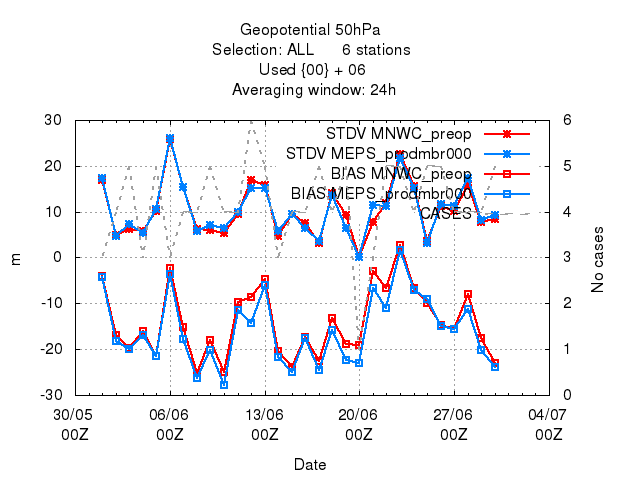 Geopotential 50hPa
Selection: ALL 6 stations
Used {00} + 06
Averaging window: 24h
30 6
STDV MNWC_preop
STDV MEPS_prodmbr000
20 5
BIAS MNWC_preop
BIAS MEPS_prodmbr000
10 4
CASES
m
0 3
No cases
-10 2
-20 1
-30 0
30/05 06/06 13/06 20/06 27/06 04/07
00Z 00Z 00Z 00Z 00Z 00Z
Date